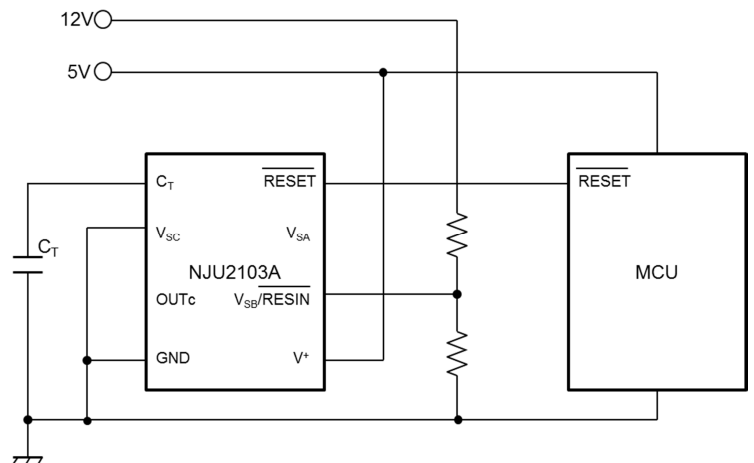 12V
5V
CT
RESET
RESET
CT
VSC
VSA
NJU2103A
MCU
OUTc
VSB/RESIN
GND
V+